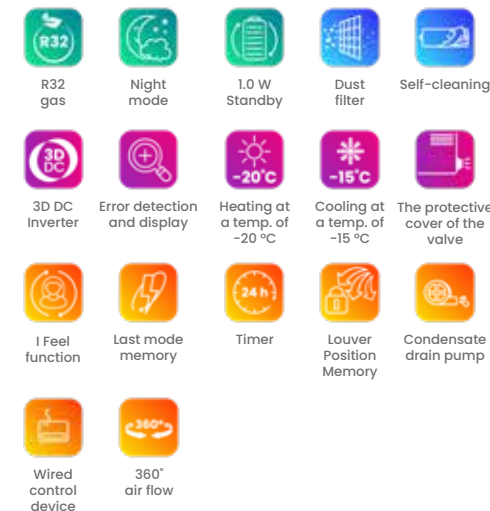 R32
R32
gas
Night
mode
1.0 W
Standby
Dust
filter
Self-cleaning
3D
DC
3D DC
Inverter
Error detection
and display
-20°C
Heating at
a temp. of
-20 °C
-15°C
Cooling at
a temp. of
-15 °C
The protective
cover of the
valve
I Feel
function
Last mode
memory
24 h
Timer
Louver
Position
Memory
Condensate
drain pump
Wired
control
device
360°
360°
air flow